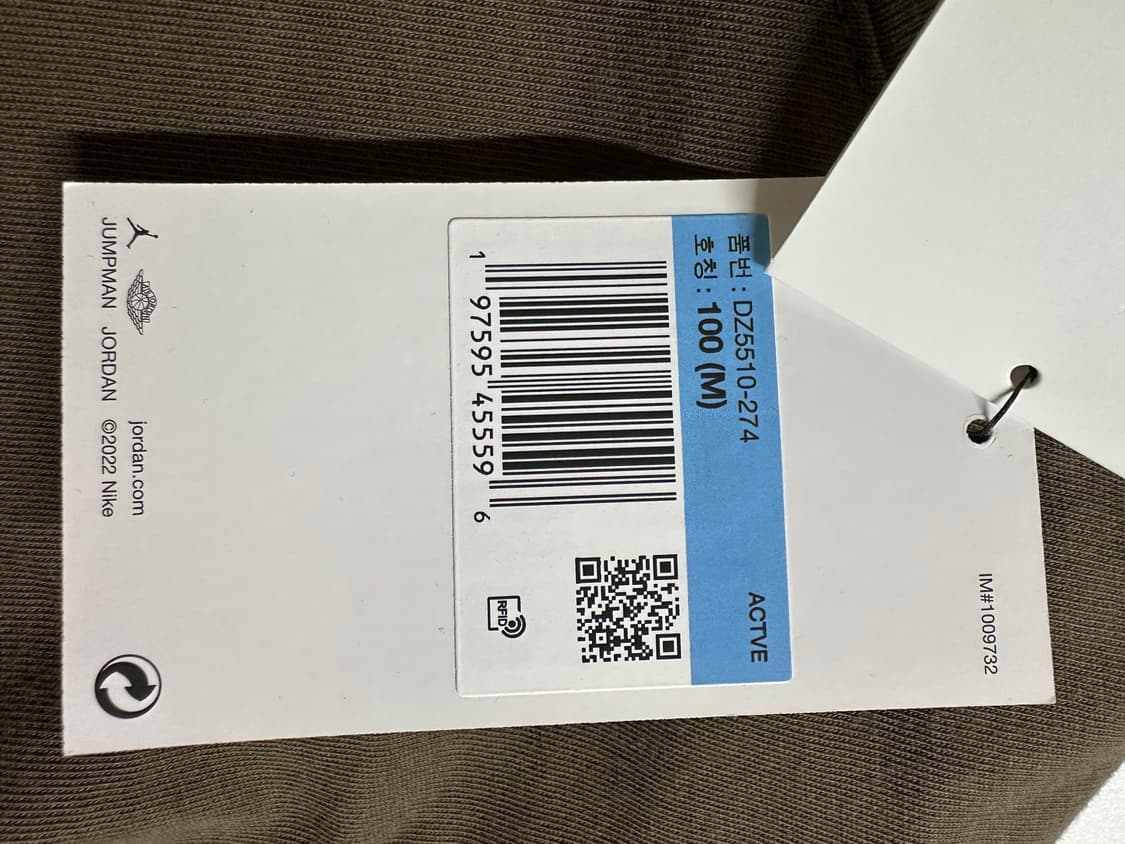 IM#1009732
품번 : DZ5510-274
호칭 : 100 (M)
ACTVE
1 97595 45559 6
RFID
jordan.com
JUMPMAN JORDAN ©2022 Nike